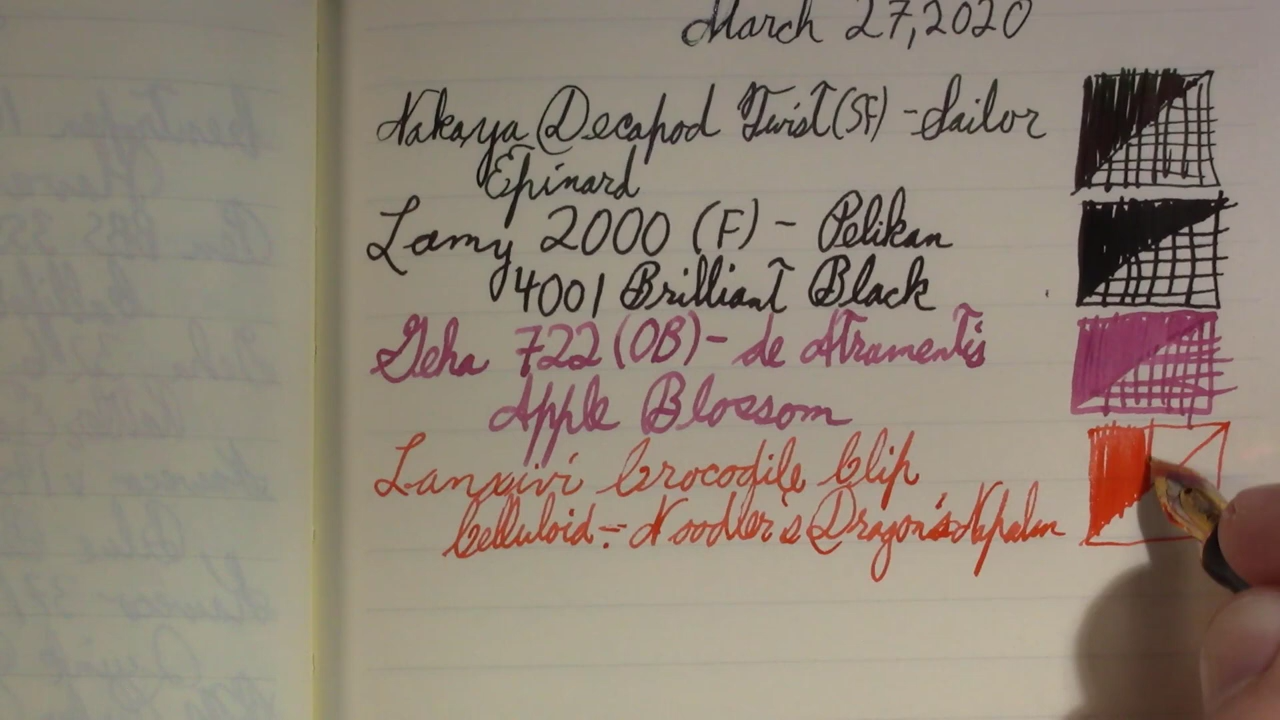 March 27, 2020
Nakaya Decapod Twist (SF) - Sailor
Epinard
Lamy 2000 (F) - Pelikan
4001 Brilliant Black
Geha 722 (OB) - de Atramentis
Apple Blossom
Lanxivi Crocodile Clip
Celluloid - Noodler's Dragon's Napalm